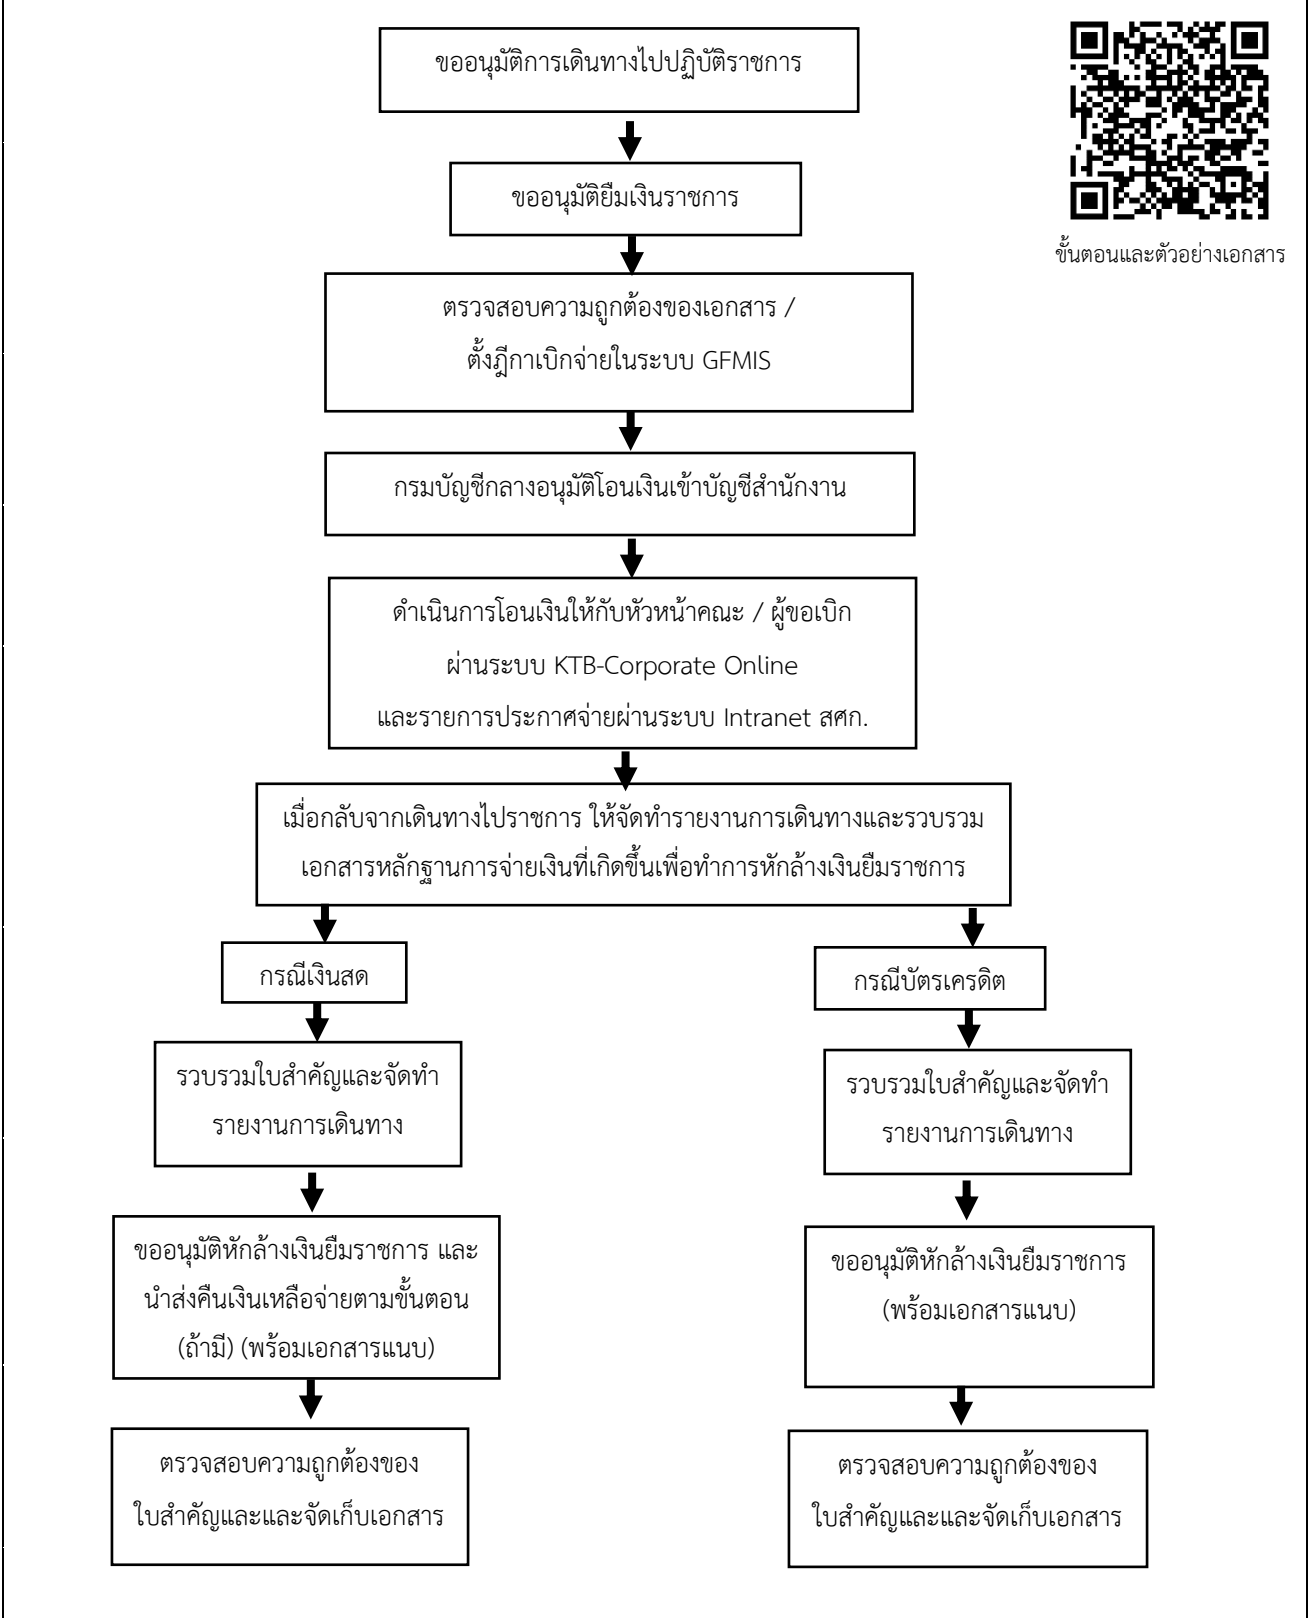 ขออนุมัติการเดินทางไปปฏิบัติราชการ
ขั้นตอนและตัวอย่างเอกสาร
ขออนุมัติยืมเงินราชการ
ตรวจสอบความถูกต้องของเอกสาร /
ตั้งฎีกาเบิกจ่ายในระบบ GFMIS
กรมบัญชีกลางอนุมัติโอนเงินเข้าบัญชีสำนักงาน
ดำเนินการโอนเงินให้กับหัวหน้าคณะ / ผู้ขอเบิก
ผ่านระบบ KTB-Corporate Online
และรายการประกาศจ่ายผ่านระบบ Intranet สศก.
เมื่อกลับจากเดินทางไปราชการ ให้จัดทำรายงานการเดินทางและรวบรวม
เอกสารหลักฐานการจ่ายเงินที่เกิดขึ้นเพื่อทำการหักล้างเงินยืมราชการ
กรณีเงินสด
รวบรวมใบสำคัญและจัดทำ
รายงานการเดินทาง
ขออนุมัติหักล้างเงินยืมราชการ และ
นำส่งคืนเงินเหลือจ่ายตามขั้นตอน
(ถ้ามี) (พร้อมเอกสารแนบ)
ตรวจสอบความถูกต้องของ
ใบสำคัญและและจัดเก็บเอกสาร
กรณีบัตรเครดิต
รวบรวมใบสำคัญและจัดทำ
รายงานการเดินทาง
ขออนุมัติหักล้างเงินยืมราชการ
(พร้อมเอกสารแนบ)
ตรวจสอบความถูกต้องของ
ใบสำคัญและและจัดเก็บเอกสาร